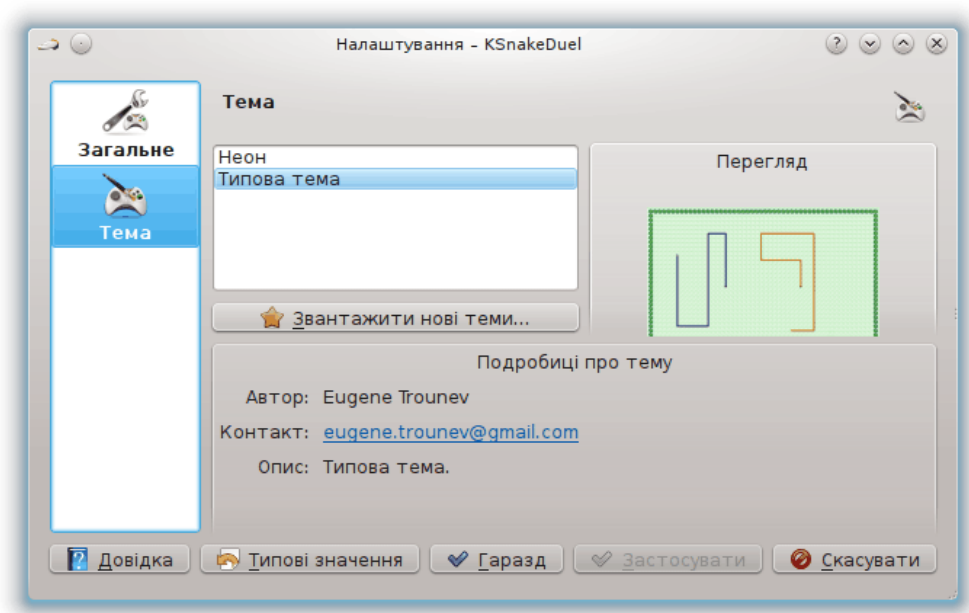 Налаштування – KSnakeDuel
Загальне
Тема
Тема
Неон
Типова тема
Звантажити нові теми...
Перегляд
Подробиці про тему
Автор: Eugene Trounev
Контакт: eugene.trounev@gmail.com
Опис: Типова тема.
Довідка
Типові значення
Гаразд
Застосувати
Скасувати